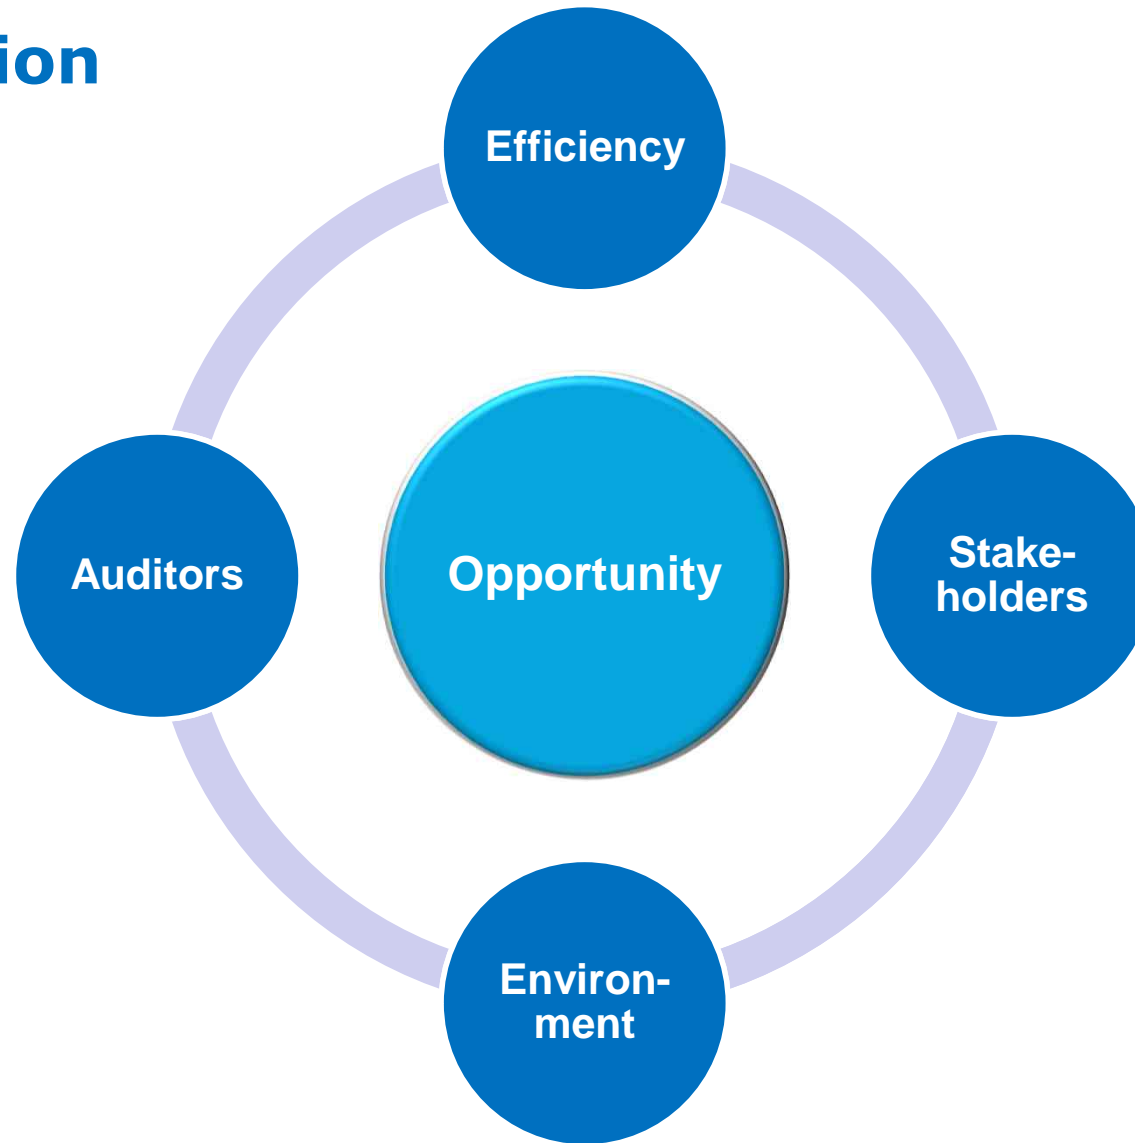 ion
Efficiency
Auditors
Opportunity
Stake-
holders
Environ-
ment